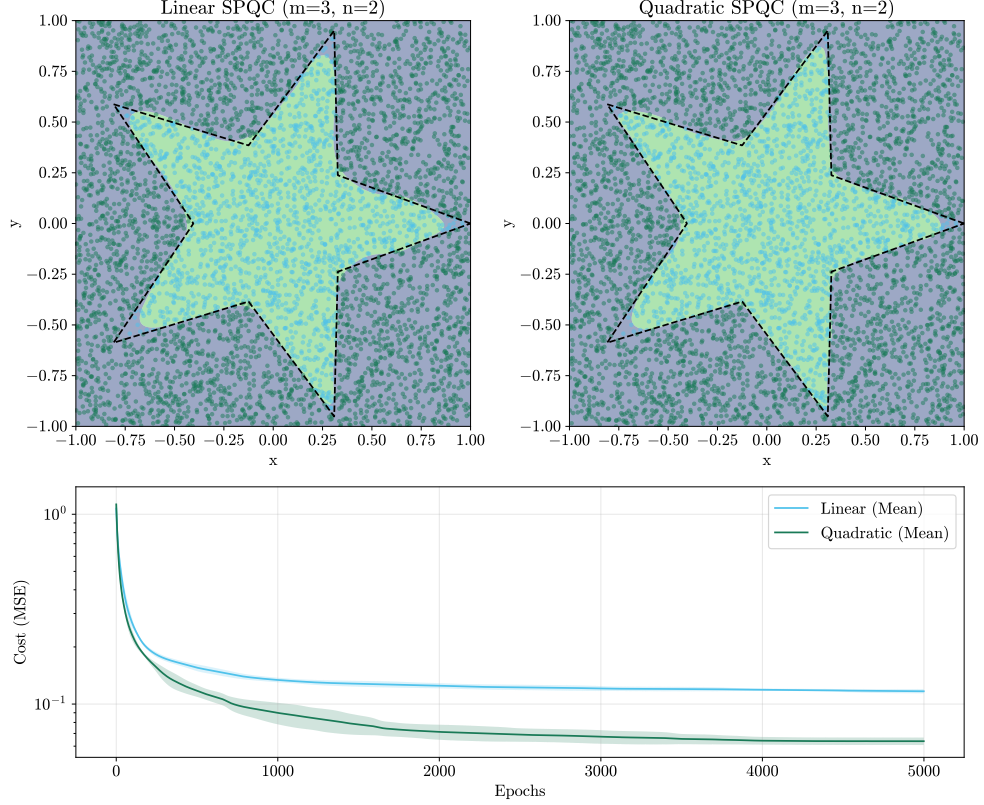 Linear SPQC (m=3, n=2)
1.00
0.75
0.50
0.25
0.00
−0.25
−0.50
−0.75
−1.00
y
−1.00 −0.75 −0.50 −0.25 0.00 0.25 0.50 0.75 1.00
x
Quadratic SPQC (m=3, n=2)
1.00
0.75
0.50
0.25
0.00
−0.25
−0.50
−0.75
−1.00
y
−1.00 −0.75 −0.50 −0.25 0.00 0.25 0.50 0.75 1.00
x
Linear (Mean)
Quadratic (Mean)
10⁰
10⁻¹
Cost (MSE)
0 1000 2000 3000 4000 5000
Epochs